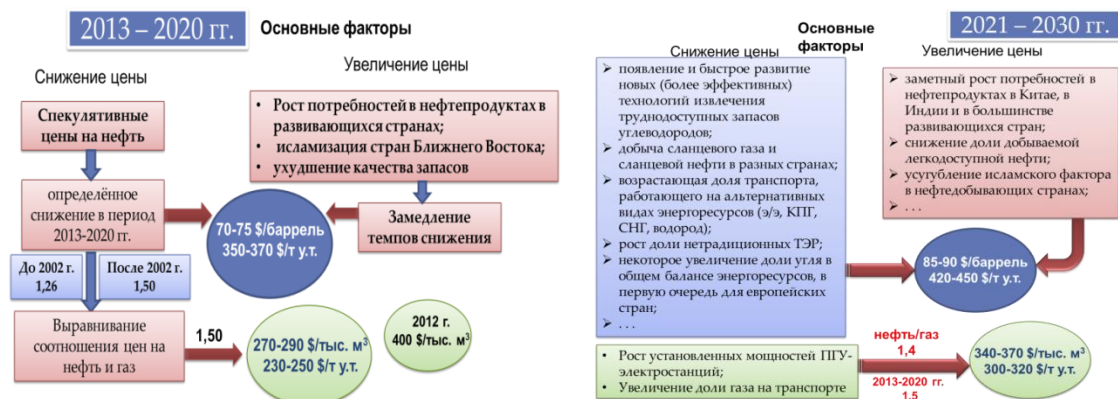 2013 – 2020 гг.
Основные факторы
Снижение цены
Увеличение цены
Спекулятивные
цены на нефть
• Рост потребностей в нефтепродуктах в
развивающихся странах;
• исламизация стран Ближнего Востока;
• ухудшение качества запасов
определённое
снижение в период
2013-2020 гг.
70-75 $/баррель
350-370 $/т у.т.
Замедление
темпов снижения
До 2002 г.
1,26
После 2002 г.
1,50
Выравнивание
соотношения цен на
нефть и газ
1,50
270-290 $/тыс. м³
230-250 $/т у.т.
2012 г.
400 $/тыс. м³
2021 – 2030 гг.
Основные
факторы
Снижение цены
Увеличение цены
➢ появление и быстрое развитие
новых (более эффективных)
технологий извлечения
труднодоступных запасов
углеводородов;
➢ добыча сланцевого газа и
сланцевой нефти в разных странах;
➢ возрастающая доля транспорта,
работающего на альтернативных
видах энергоресурсов (э/э, КПГ,
СНГ, водород);
➢ рост доли нетрадиционных ТЭР;
➢ некоторое увеличение доли угля в
общем балансе энергоресурсов, в
первую очередь для европейских
стран;
➢ . . .
➢ заметный рост потребностей в
нефтепродуктах в Китае, в
Индии и в большинстве
развивающихся стран;
➢ снижение доли добываемой
легкодоступной нефти;
➢ усугубление исламского фактора
в нефтедобывающих странах;
➢ . . .
85-90 $/баррель
420-450 $/т у.т.
• Рост установленных мощностей ПГУ-
электростанций;
• Увеличение доли газа на транспорте
нефть/газ
1,4
2013-2020 гг.
1,5
340-370 $/тыс. м³
300-320 $/т у.т.